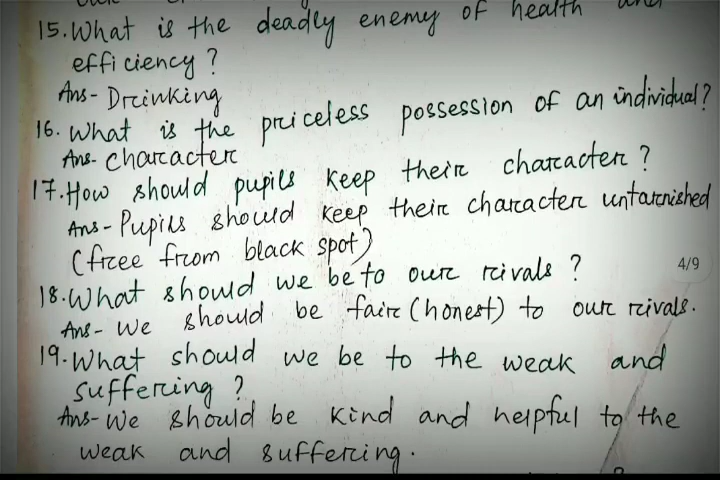 of health and
15. What is the deadly enemy
efficiency ?
Ans- Drinking
16. What is the priceless possession of an individual?
Ans- Character
17. How should pupils keep their character ?
Ans- Pupils should keep their character untarnished
(free from black spot)
18. What should we be to our rivals ?
4/9
Ans- We should be fair (honest) to our rivals.
19. What should we be to the weak and
suffering ?
Ans- We should be kind and helpful to the
weak and suffering.